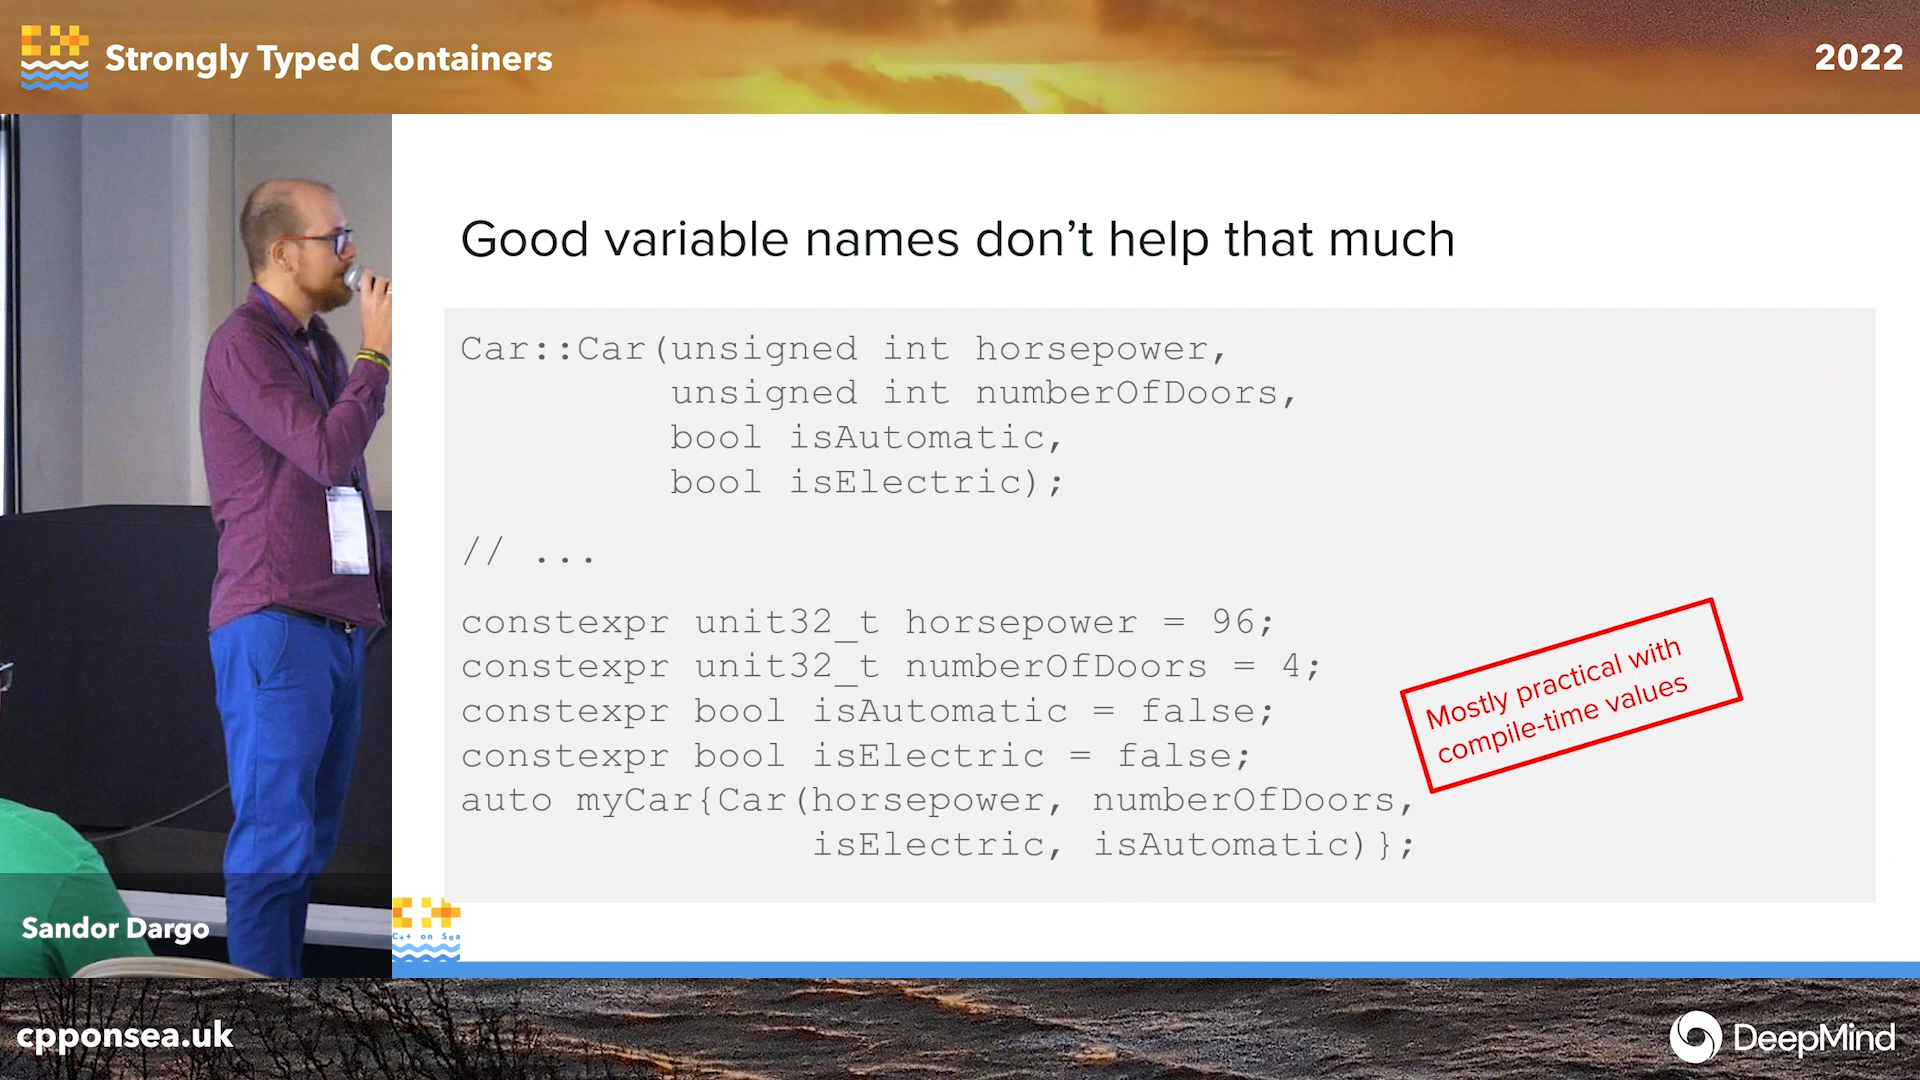 Strongly Typed Containers
2022
Good variable names don’t help that much
Car::Car(unsigned int horsepower,
unsigned int numberOfDoors,
bool isAutomatic,
bool isElectric);
// ...
constexpr unit32_t horsepower = 96;
constexpr unit32_t numberOfDoors = 4;
constexpr bool isAutomatic = false;
constexpr bool isElectric = false;
auto myCar{Car(horsepower, numberOfDoors,
isElectric, isAutomatic)};
Mostly practical with
compile-time values
Sandor Dargo
C++ on Sea
cpponsea.uk
DeepMind